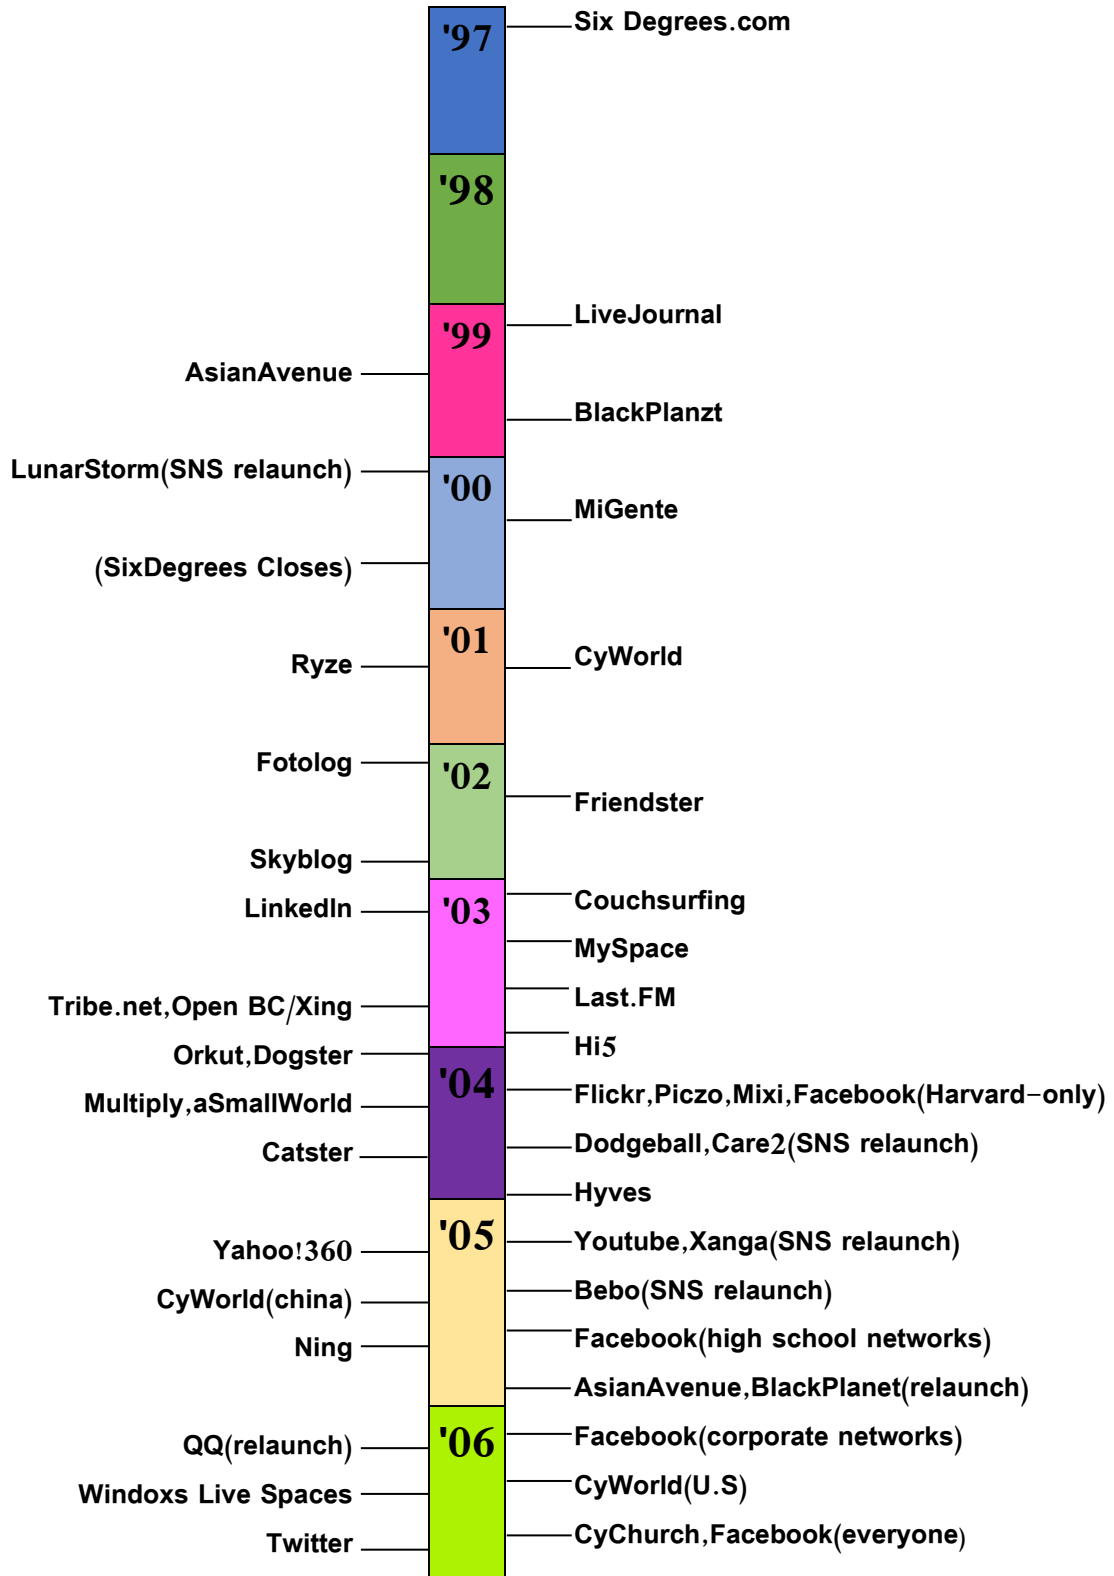 '97
Six Degrees.com
'98
'99
LiveJournal
AsianAvenue
BlackPlanzt
LunarStorm(SNS relaunch)
'00
MiGente
(SixDegrees Closes)
'01
Ryze
CyWorld
Fotolog
'02
Friendster
Skyblog
LinkedIn
'03
Couchsurfing
MySpace
Last.FM
Tribe.net,Open BC/Xing
Hi5
Orkut,Dogster
'04
Flickr,Piczo,Mixi,Facebook(Harvard-only)
Multiply,aSmallWorld
Dodgeball,Care2(SNS relaunch)
Catster
Hyves
'05
Youtube,Xanga(SNS relaunch)
Yahoo!360
Bebo(SNS relaunch)
CyWorld(china)
Facebook(high school networks)
Ning
AsianAvenue,BlackPlanet(relaunch)
'06
Facebook(corporate networks)
QQ(relaunch)
CyWorld(U.S)
Windoxs Live Spaces
CyChurch,Facebook(everyone)
Twitter